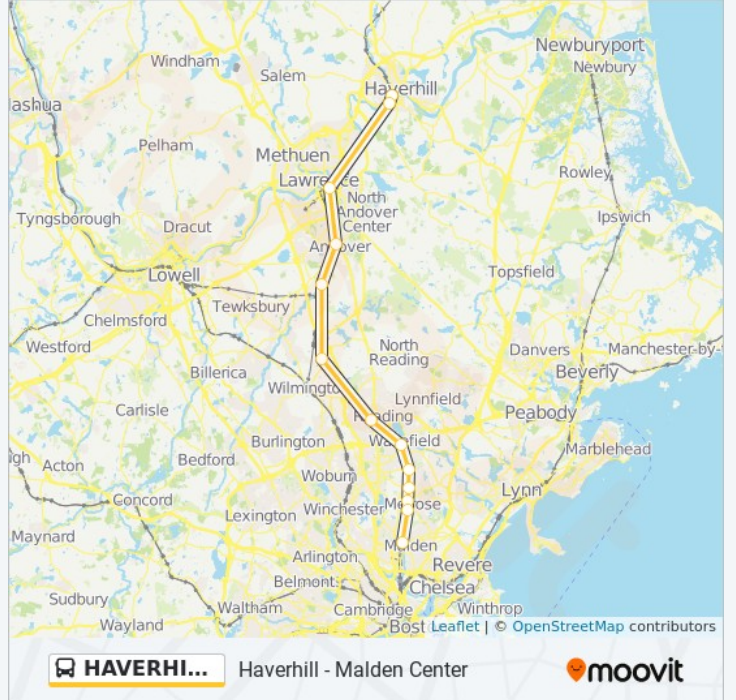 Newburyport
Newbury
Windham
Salem
Haverhill
ashua
Pelham
Methuen
Lawrence
Rowley
North
Andover
Center
Tyngsborough
Ipswich
Dracut
Andover
Lowell
Topsfield
Tewksbury
Chelmsford
Westford
North
Reading
Danvers
Manchester-by-
Billerica
Beverly
Wilmington
Lynnfield
Carlisle
Reading
Peabody
Burlington
Wakefield
Marblehead
gh
Acton
Bedford
Woburn
Lynn
Concord
Winchester
Melrose
Lexington
Maynard
Malden
Arlington
Revere
Belmont
Chelsea
Sudbury
Waltham
Cambridge
Winthrop
Wayland
Bost
Leaflet | © OpenStreetMap contributors
HAVERHI...
Haverhill - Malden Center
moovit